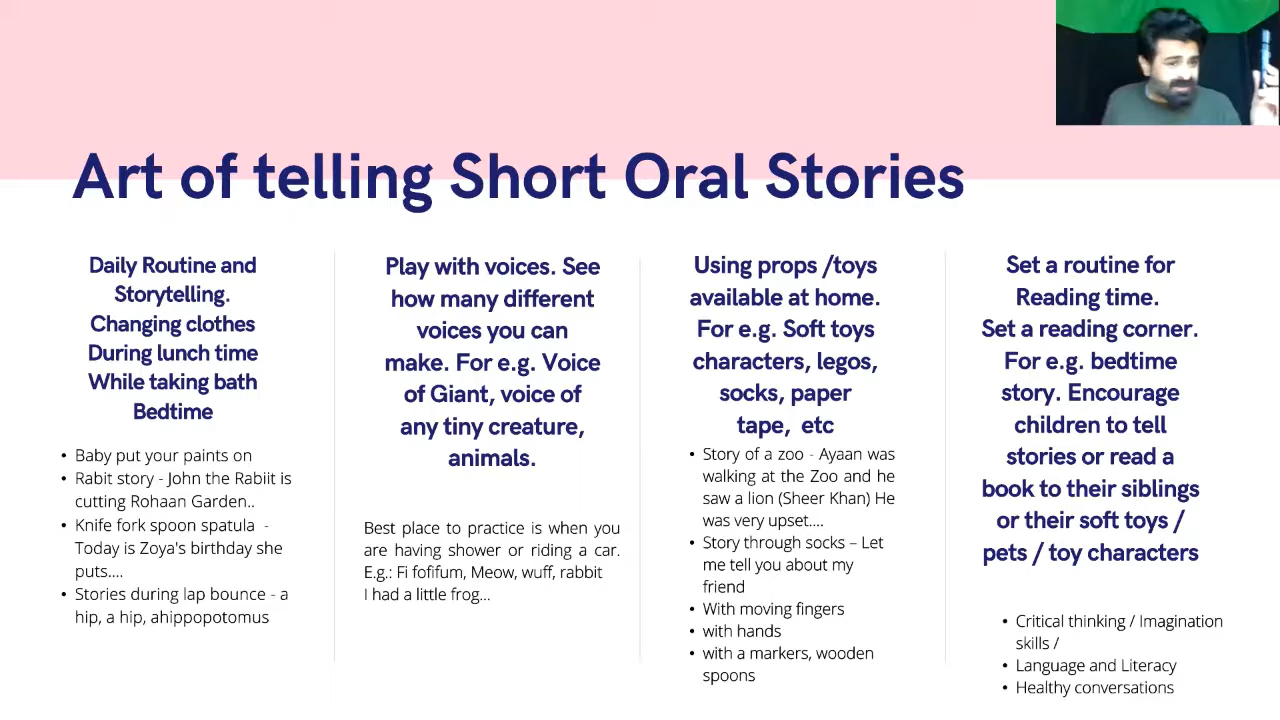 Art of telling Short Oral Stories
Daily Routine and
Storytelling.
Changing clothes
During lunch time
While taking bath
Bedtime
• Baby put your paints on
• Rabit story - John the Rabiit is
cutting Rohaan Garden..
• Knife fork spoon spatula -
Today is Zoya's birthday she
puts....
• Stories during lap bounce - a
hip, a hip, ahippopotomus
Play with voices. See
how many different
voices you can
make. For e.g. Voice
of Giant, voice of
any tiny creature,
animals.
Best place to practice is when you
are having shower or riding a car.
E.g.: Fi fofifum, Meow, wuff, rabbit
I had a little frog...
Using props /toys
available at home.
For e.g. Soft toys
characters, legos,
socks, paper
tape, etc
• Story of a zoo - Ayaan was
walking at the Zoo and he
saw a lion (Sheer Khan) He
was very upset....
• Story through socks – Let
me tell you about my
friend
• With moving fingers
• with hands
• with a markers, wooden
spoons
Set a routine for
Reading time.
Set a reading corner.
For e.g. bedtime
story. Encourage
children to tell
stories or read a
book to their siblings
or their soft toys /
pets / toy characters
• Critical thinking / Imagination
skills /
• Language and Literacy
• Healthy conversations